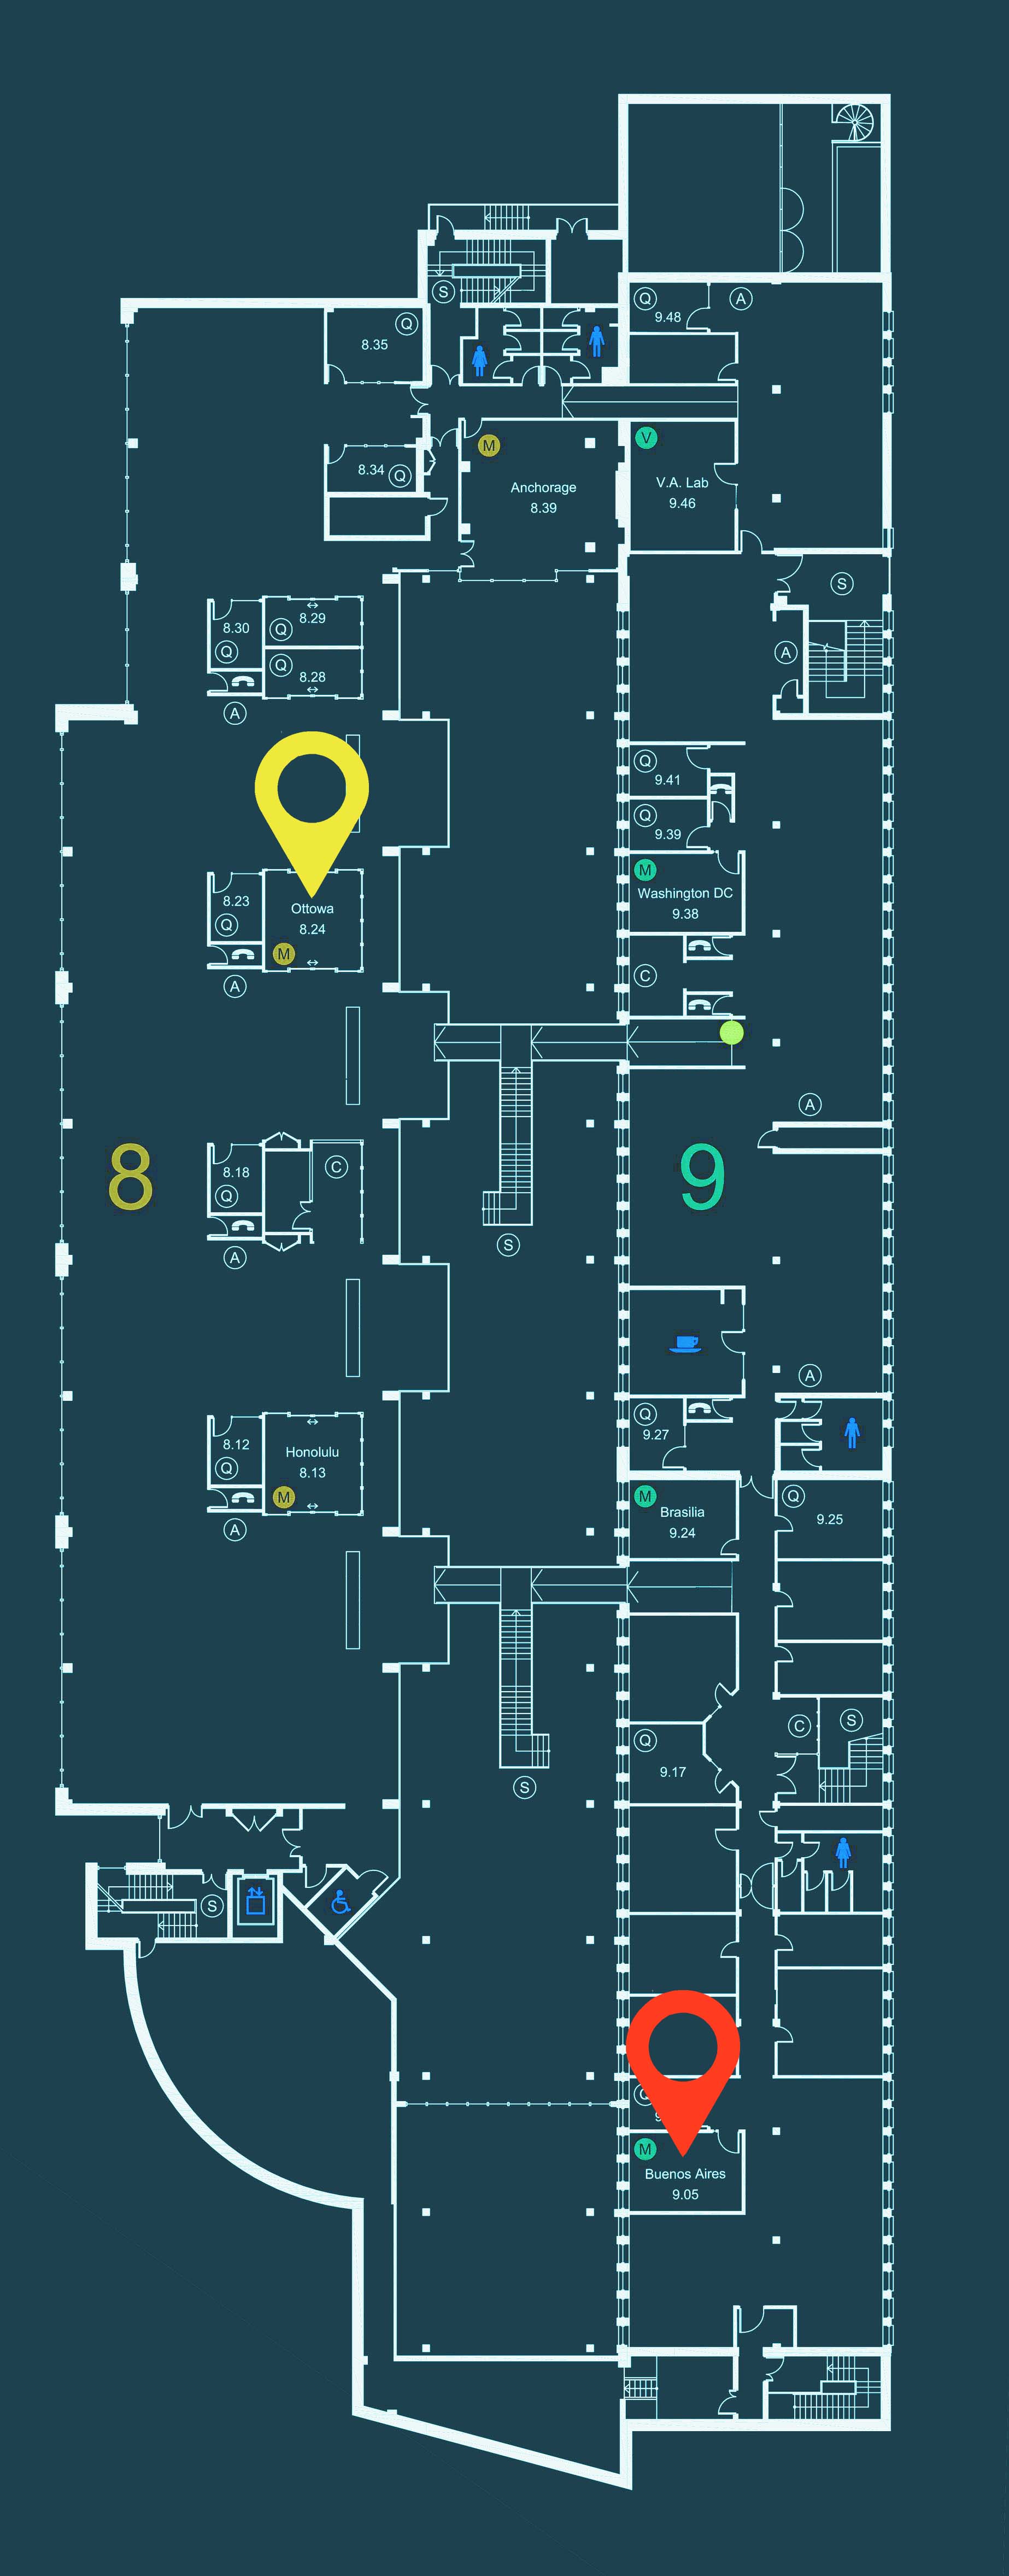 S
Q
9.48
A
8.35
Q
M
V
8.34
Q
Anchorage
8.39
V.A. Lab
9.46
S
8.30
Q
8.29
Q
Q
8.28
A
A
Q
9.41
Q
9.39
M
Washington DC
9.38
8.23
Q
Ottowa
8.24
M
A
C
A
8
9
8.18
Q
C
A
S
A
Q
9.27
8.12
Q
Honolulu
8.13
M
A
M
Brasilia
9.24
Q
9.25
C
S
Q
9.17
S
S
M
Buenos Aires
9.05